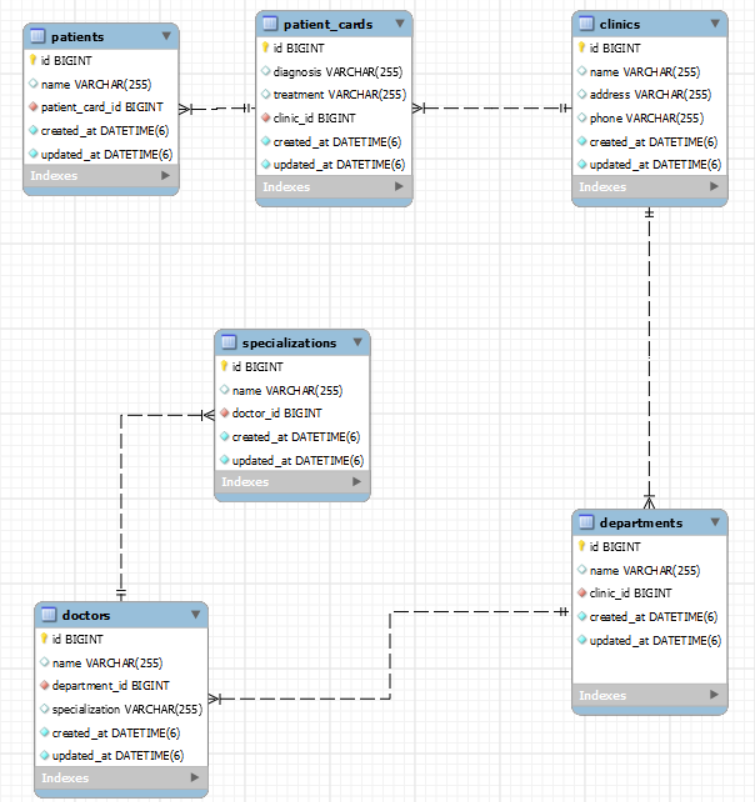 patients
id BIGINT
name VARCHAR(255)
patient_card_id BIGINT
created_at DATETIME(6)
updated_at DATETIME(6)
Indexes
patient_cards
id BIGINT
diagnosis VARCHAR(255)
treatment VARCHAR(255)
clinic_id BIGINT
created_at DATETIME(6)
updated_at DATETIME(6)
Indexes
clinics
id BIGINT
name VARCHAR(255)
address VARCHAR(255)
phone VARCHAR(255)
created_at DATETIME(6)
updated_at DATETIME(6)
Indexes
specializations
id BIGINT
name VARCHAR(255)
doctor_id BIGINT
created_at DATETIME(6)
updated_at DATETIME(6)
Indexes
departments
id BIGINT
name VARCHAR(255)
clinic_id BIGINT
created_at DATETIME(6)
updated_at DATETIME(6)
Indexes
doctors
id BIGINT
name VARCHAR(255)
department_id BIGINT
specialization VARCHAR(255)
created_at DATETIME(6)
updated_at DATETIME(6)
Indexes